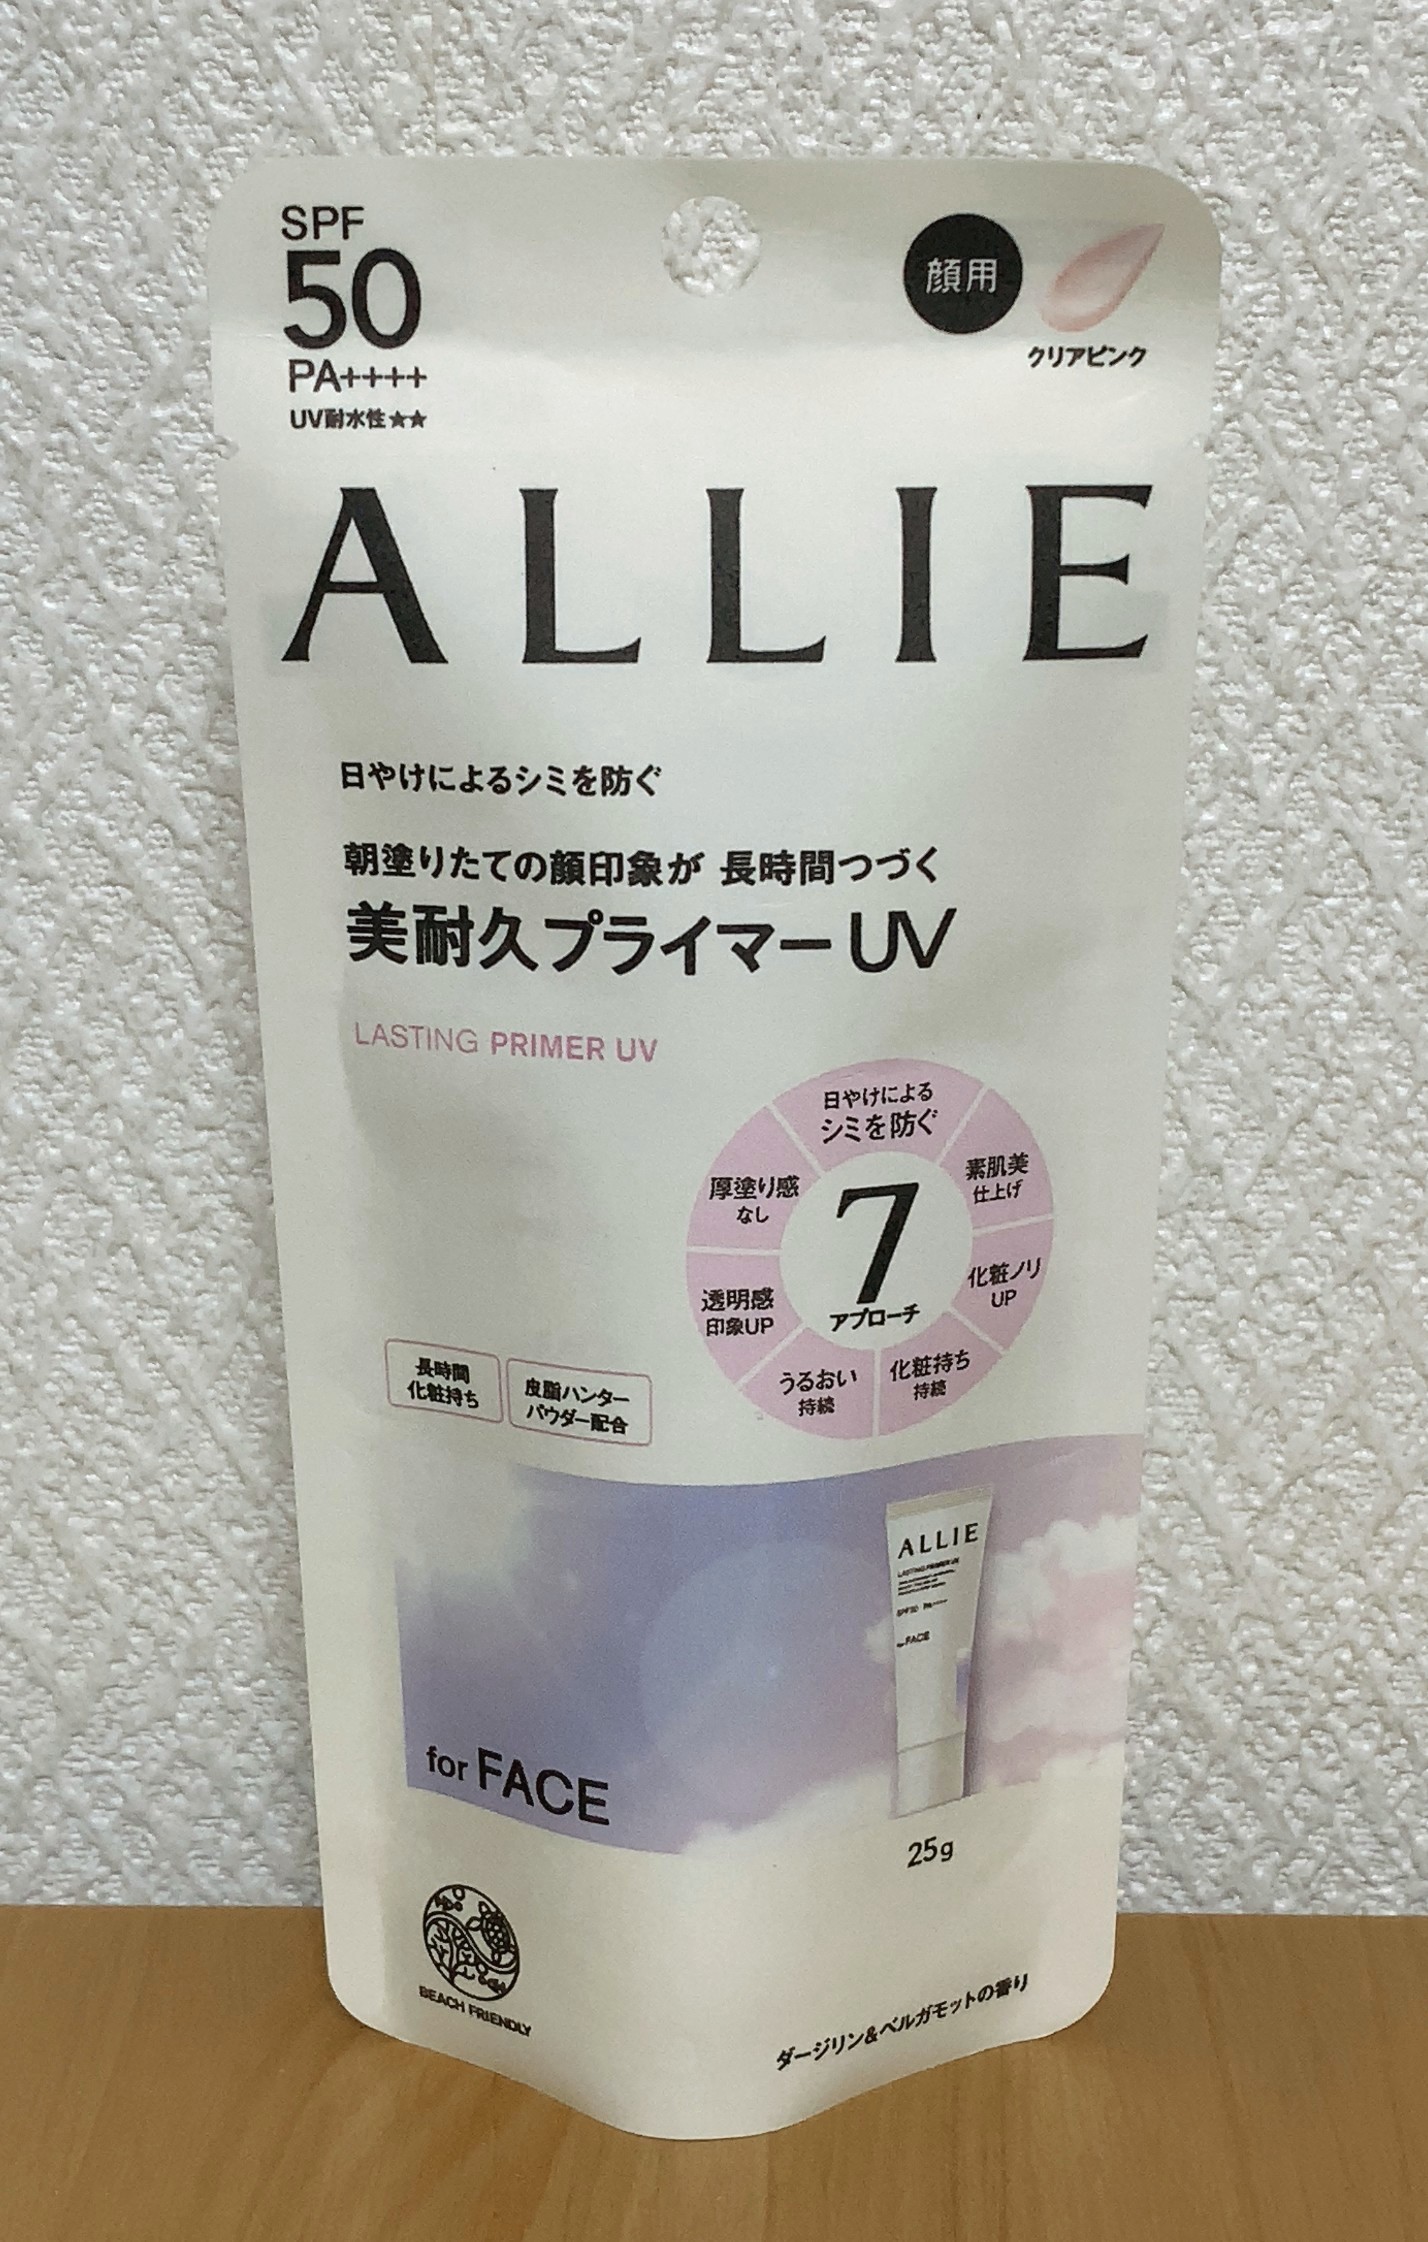 SPF
50
PA++++
UV耐水性★★
顔用
クリアピンク
ALLIE
日やけによるシミを防ぐ
朝塗りたての顔印象が 長時間つづく
美耐久プライマーUV
LASTING PRIMER UV
日やけによる
シミを防ぐ
素肌美
仕上げ
化粧ノリ
UP
化粧持ち
持続
うるおい
持続
透明感
印象UP
厚塗り感
なし
7
アプローチ
長時間
化粧持ち
皮脂ハンター
パウダー配合
ALLIE
LASTING PRIMER UV
SPF50 PA++++
for FACE
for FACE
25g
BEACH FRIENDLY
ダージリン&ベルガモットの香り